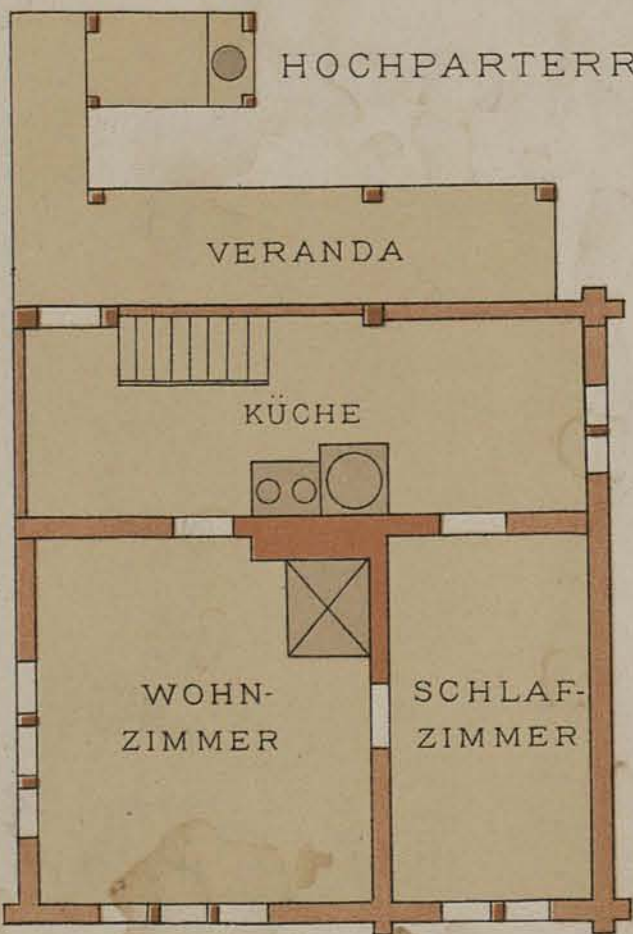 HOCHPARTERR
VERANDA
KÜCHE
WOHN-
ZIMMER
SCHLAF-
ZIMMER